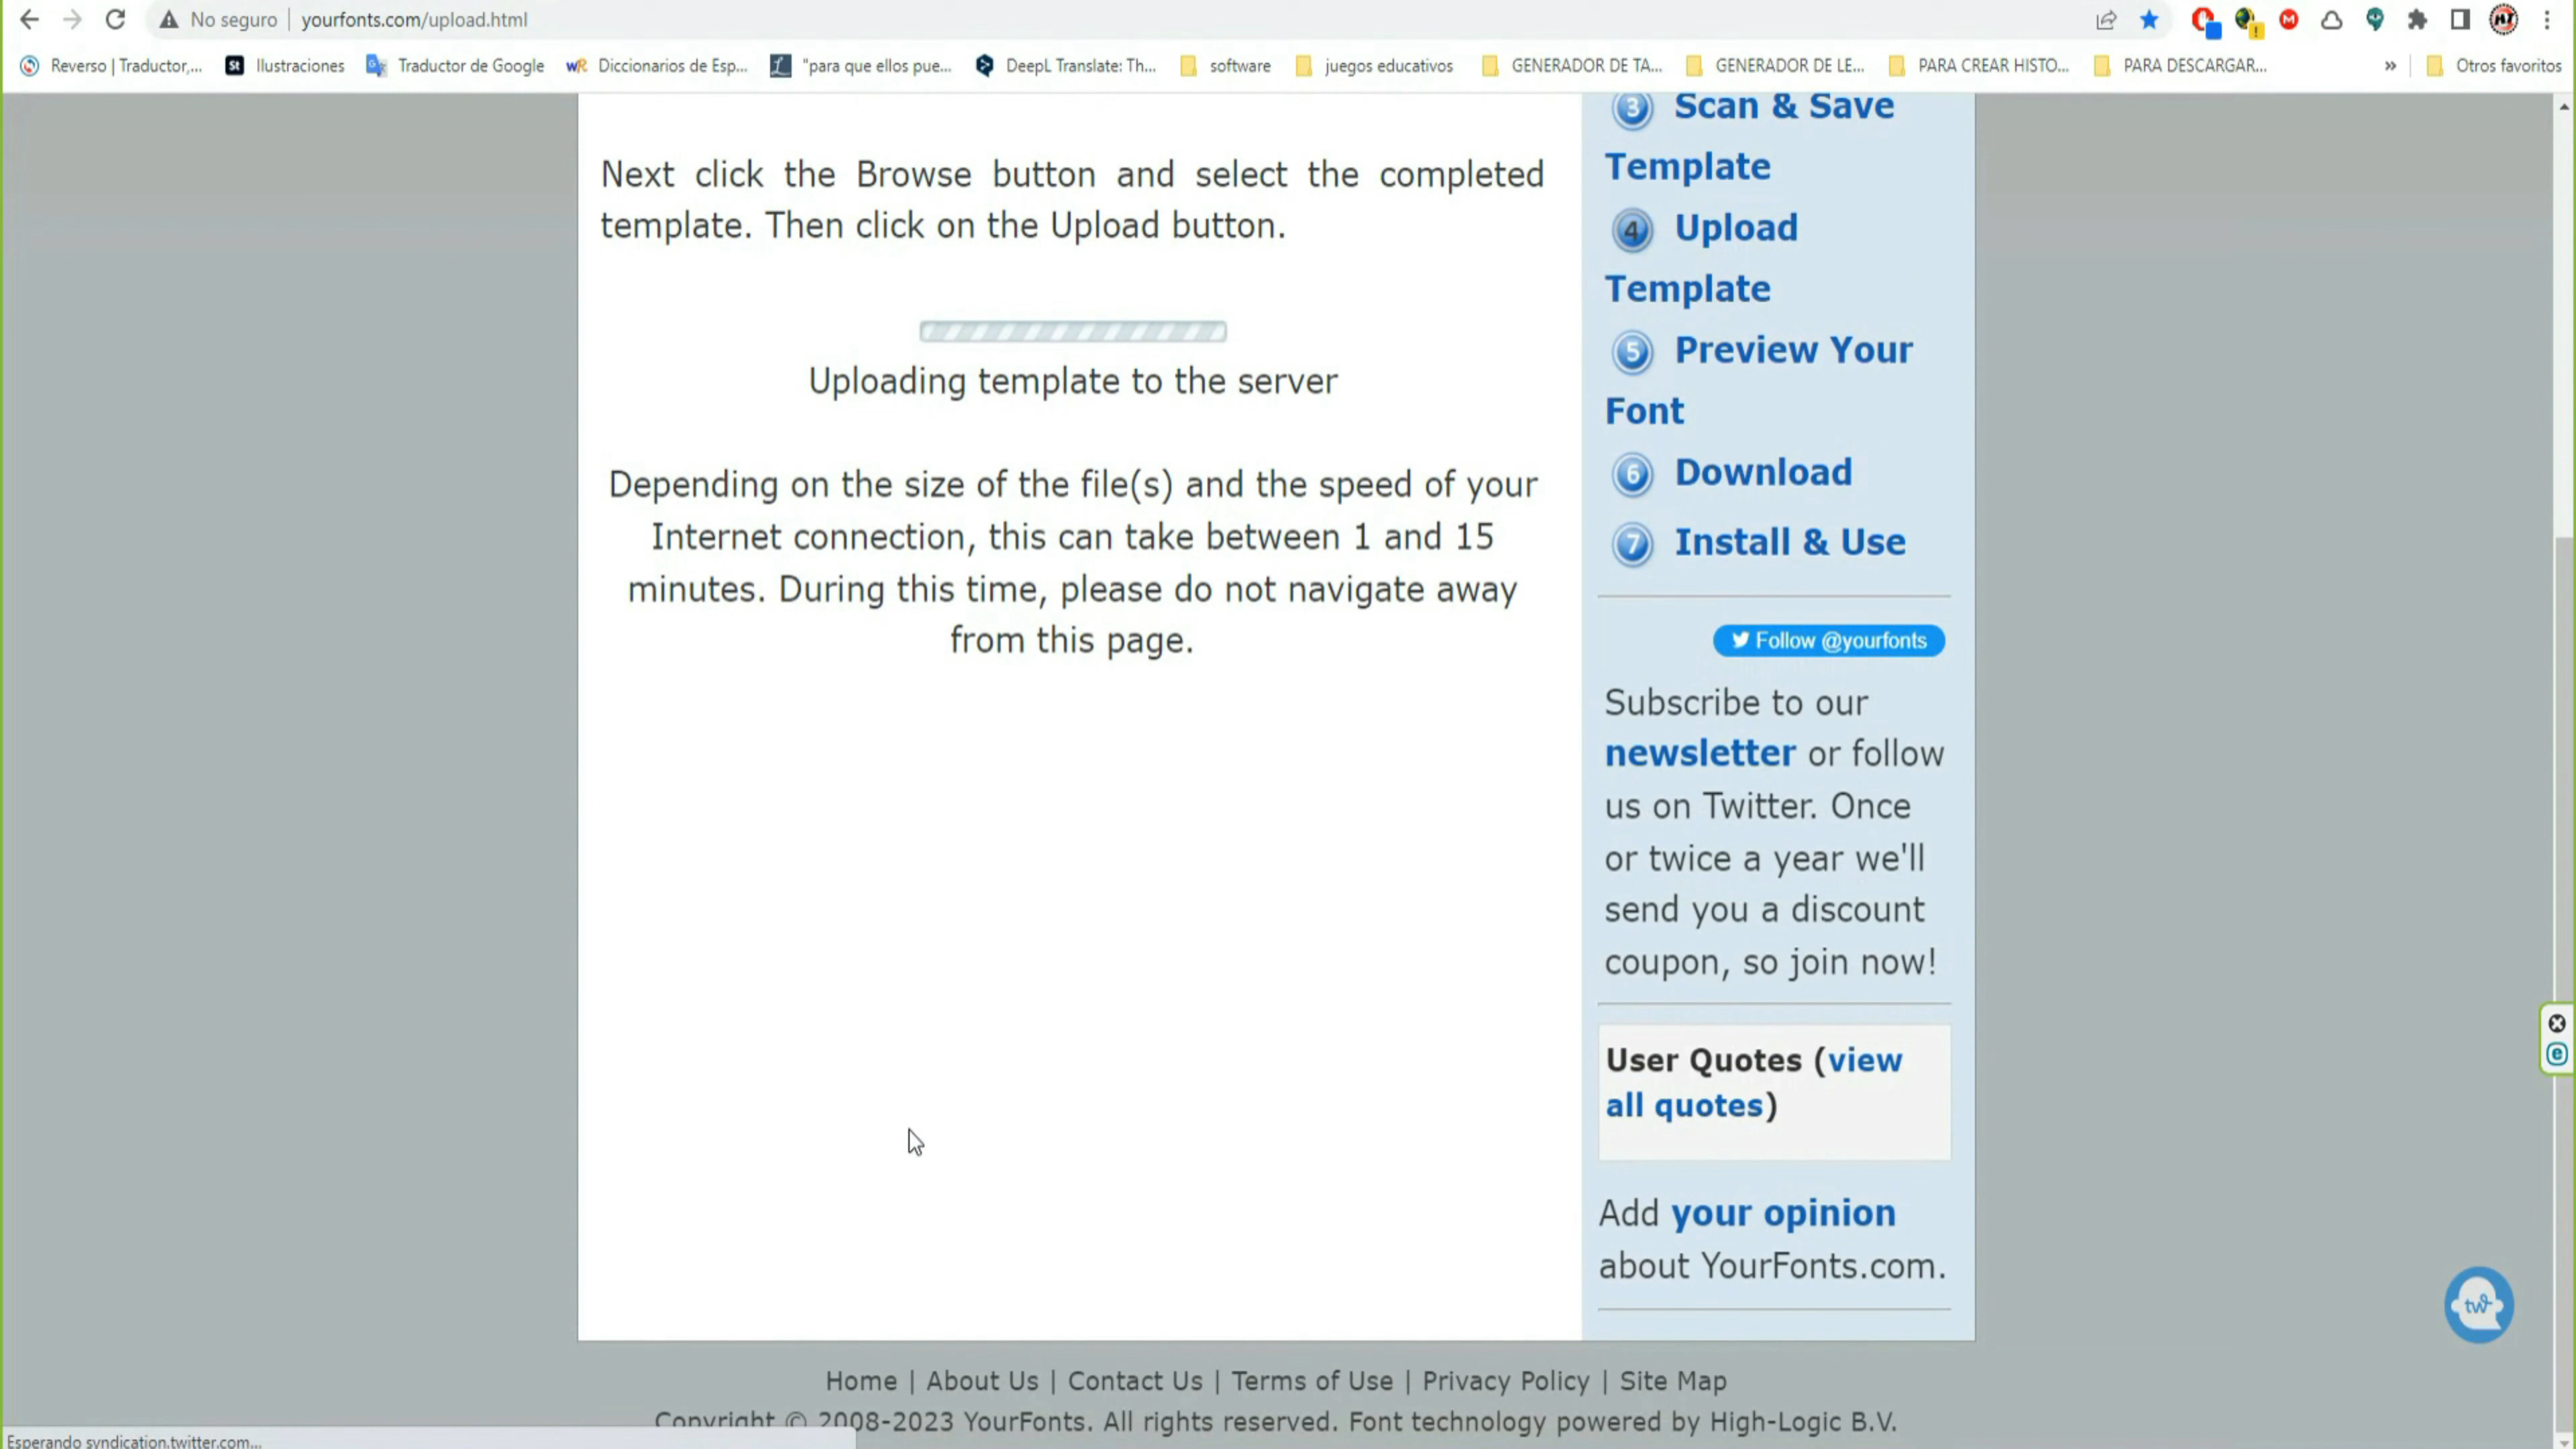 No seguro | yourfonts.com/upload.html
Reverso | Traductor,... St Ilustraciones Traductor de Google WR Diccionarios de Esp... L "para que ellos pue... DeepL Translate: Th... software juegos educativos GENERADOR DE TA... GENERADOR DE LE... PARA CREAR HISTO... PARA DESCARGAR... » Otros favoritos
Next click the Browse button and select the completed
template. Then click on the Upload button.
Uploading template to the server
Depending on the size of the file(s) and the speed of your
Internet connection, this can take between 1 and 15
minutes. During this time, please do not navigate away
from this page.
3 Scan & Save
Template
4 Upload
Template
5 Preview Your
Font
6 Download
7 Install & Use
Follow @yourfonts
Subscribe to our
newsletter or follow
us on Twitter. Once
or twice a year we'll
send you a discount
coupon, so join now!
User Quotes (view
all quotes)
Add your opinion
about YourFonts.com.
tw
Home | About Us | Contact Us | Terms of Use | Privacy Policy | Site Map
Copyright © 2008-2023 YourFonts. All rights reserved. Font technology powered by High-Logic B.V.
Esperando syndication.twitter.com...